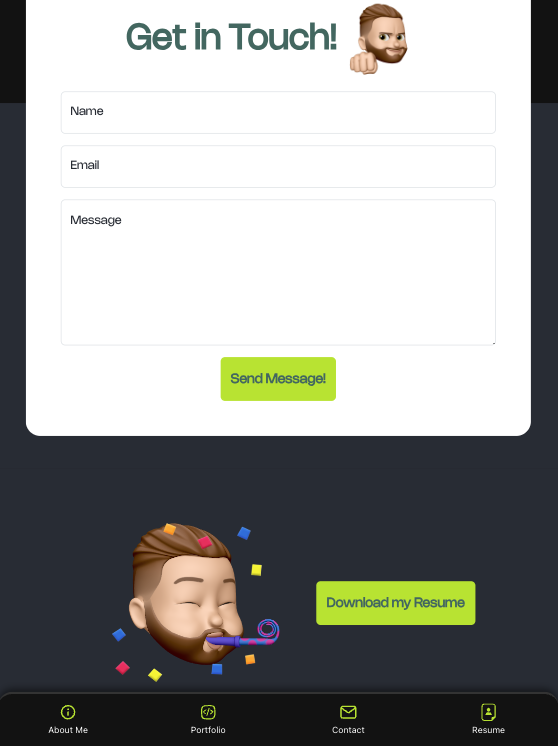 Get in Touch!
Name
Email
Message
Send Message!
Download my Resume
About Me
Portfolio
Contact
Resume